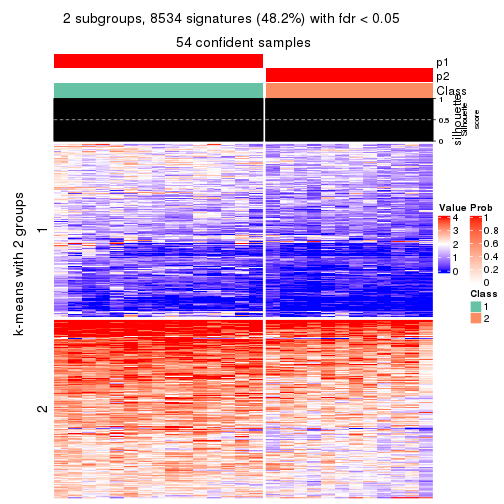 2 subgroups, 8534 signatures (48.2%) with fdr < 0.05
54 confident samples
p1
p2
Class
1
0.5
0
silhouette
Silhouette
score
k-means with 2 groups
1
2
Value
4
3
2
1
0
Prob
1
0.8
0.6
0.4
0.2
0
Class
1
2